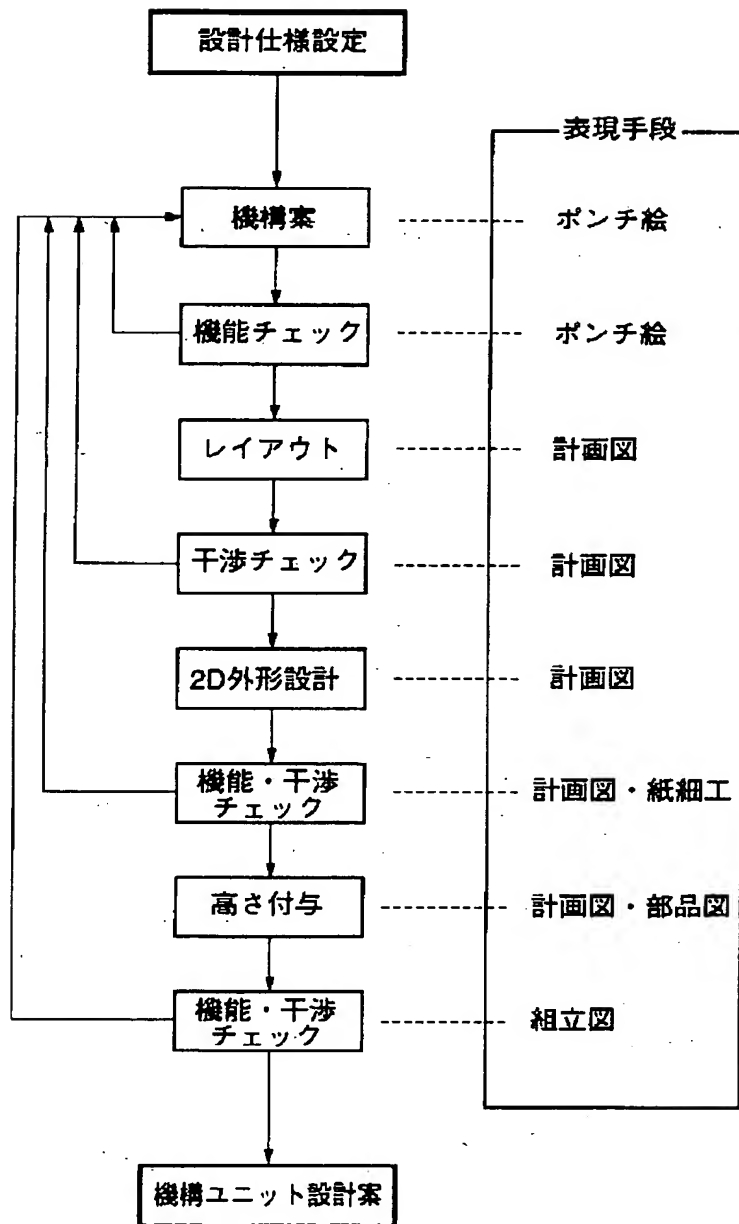 設計仕様設定
表現手段
機構案
ポンチ絵
機能チェック
ポンチ絵
レイアウト
計画図
干渉チェック
計画図
2D外形設計
計画図
機能・干渉
チェック
計画図・紙細工
高さ付与
計画図・部品図
機能・干渉
チェック
組立図
機構ユニット設計案